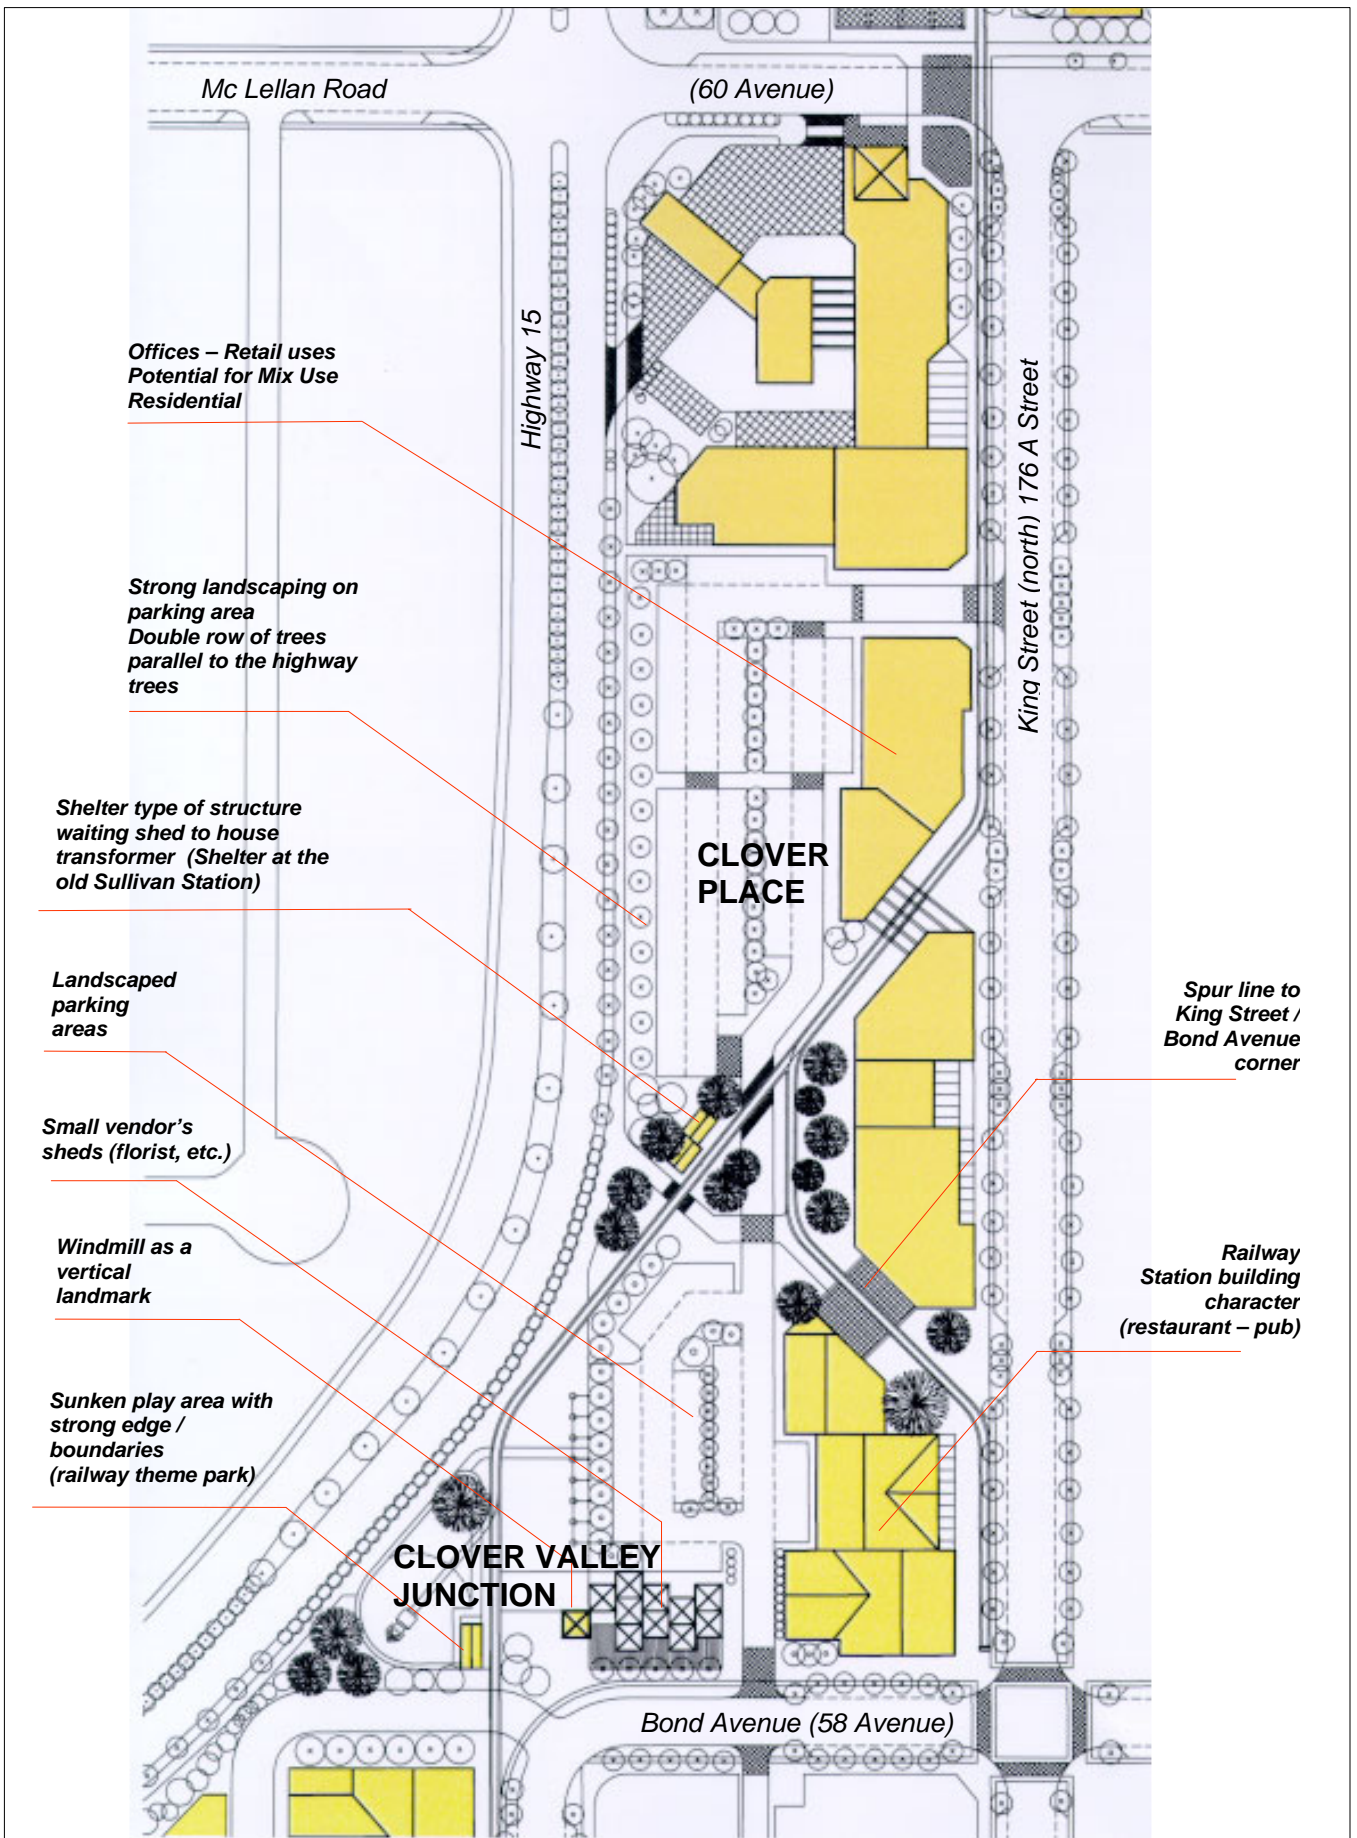 Mc Lellan Road
(60 Avenue)
Highway 15
King Street (north) 176 A Street
Offices – Retail uses
Potential for Mix Use
Residential
Strong landscaping on
parking area
Double row of trees
parallel to the highway
trees
Shelter type of structure
waiting shed to house
transformer (Shelter at the
old Sullivan Station)
CLOVER
PLACE
Landscaped
parking
areas
Spur line to
King Street /
Bond Avenue
corner
Small vendor's
sheds (florist, etc.)
Windmill as a
vertical
landmark
Railway
Station building
character
(restaurant – pub)
Sunken play area with
strong edge /
boundaries
(railway theme park)
CLOVER VALLEY
JUNCTION
Bond Avenue (58 Avenue)